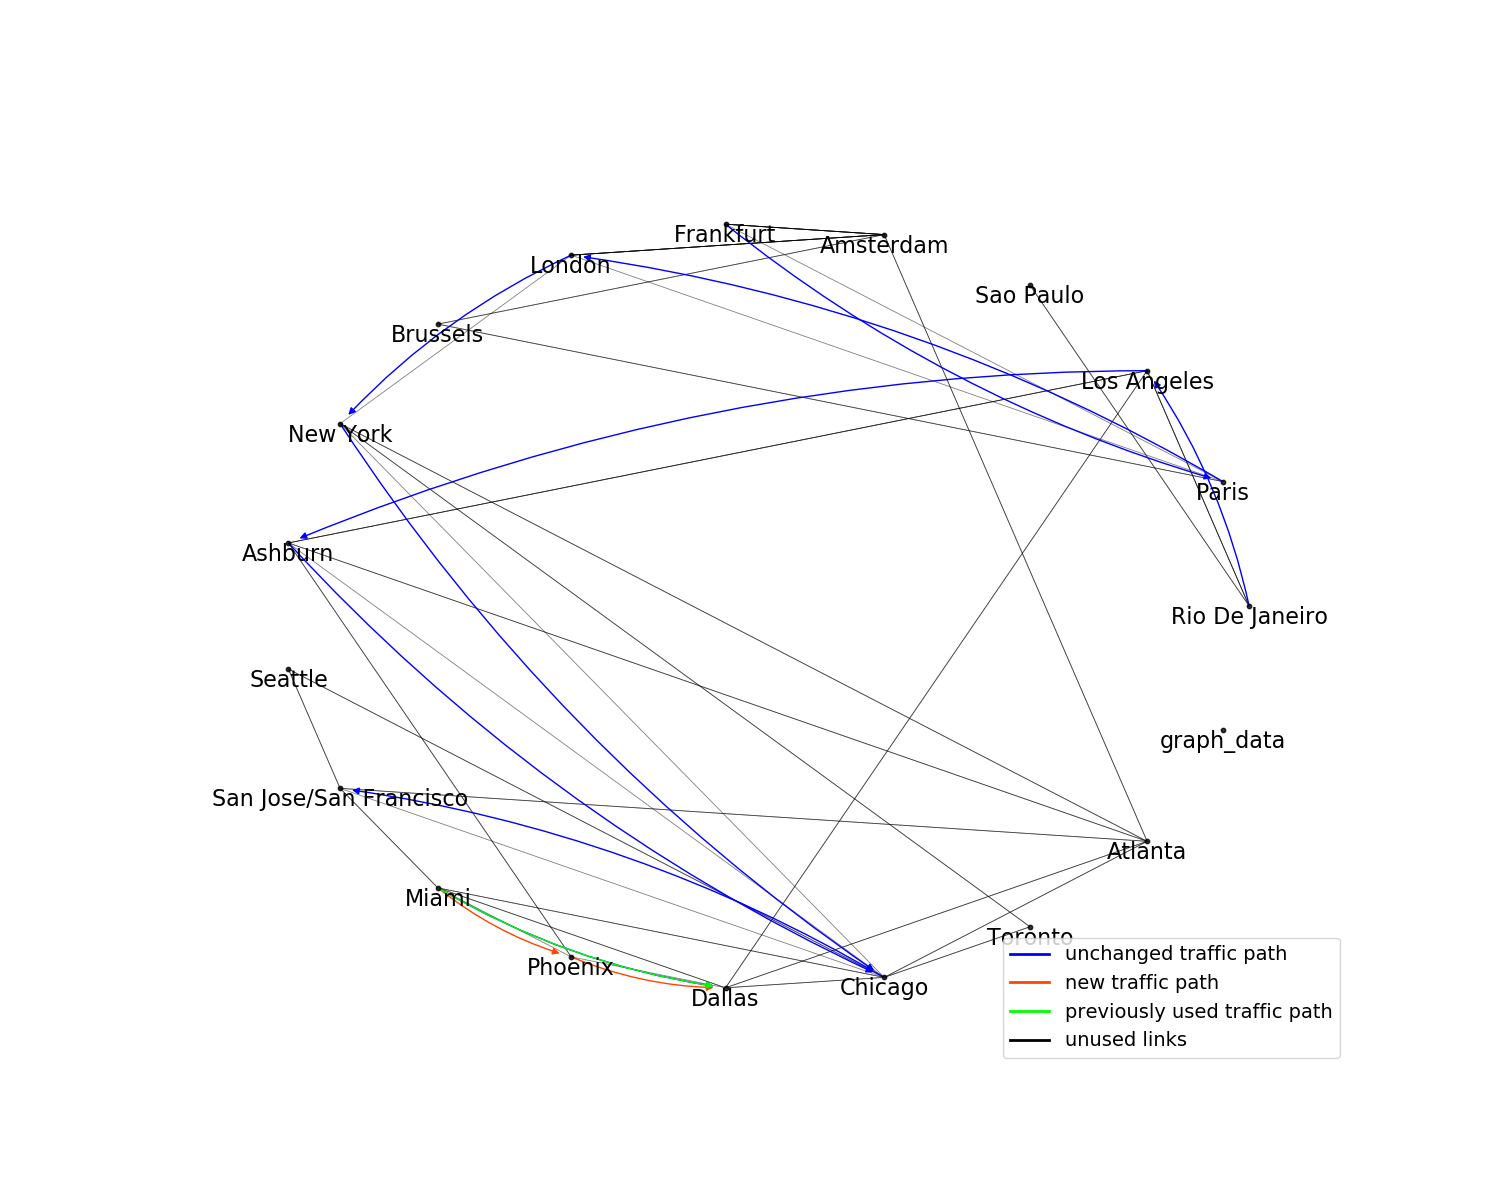 Frankfurt
Amsterdam
London
Sao Paulo
Brussels
Los Angeles
New York
Paris
Ashburn
Rio De Janeiro
Seattle
graph_data
San Jose/San Francisco
Atlanta
Miami
Toronto
Phoenix
Dallas
Chicago
unchanged traffic path
new traffic path
previously used traffic path
unused links